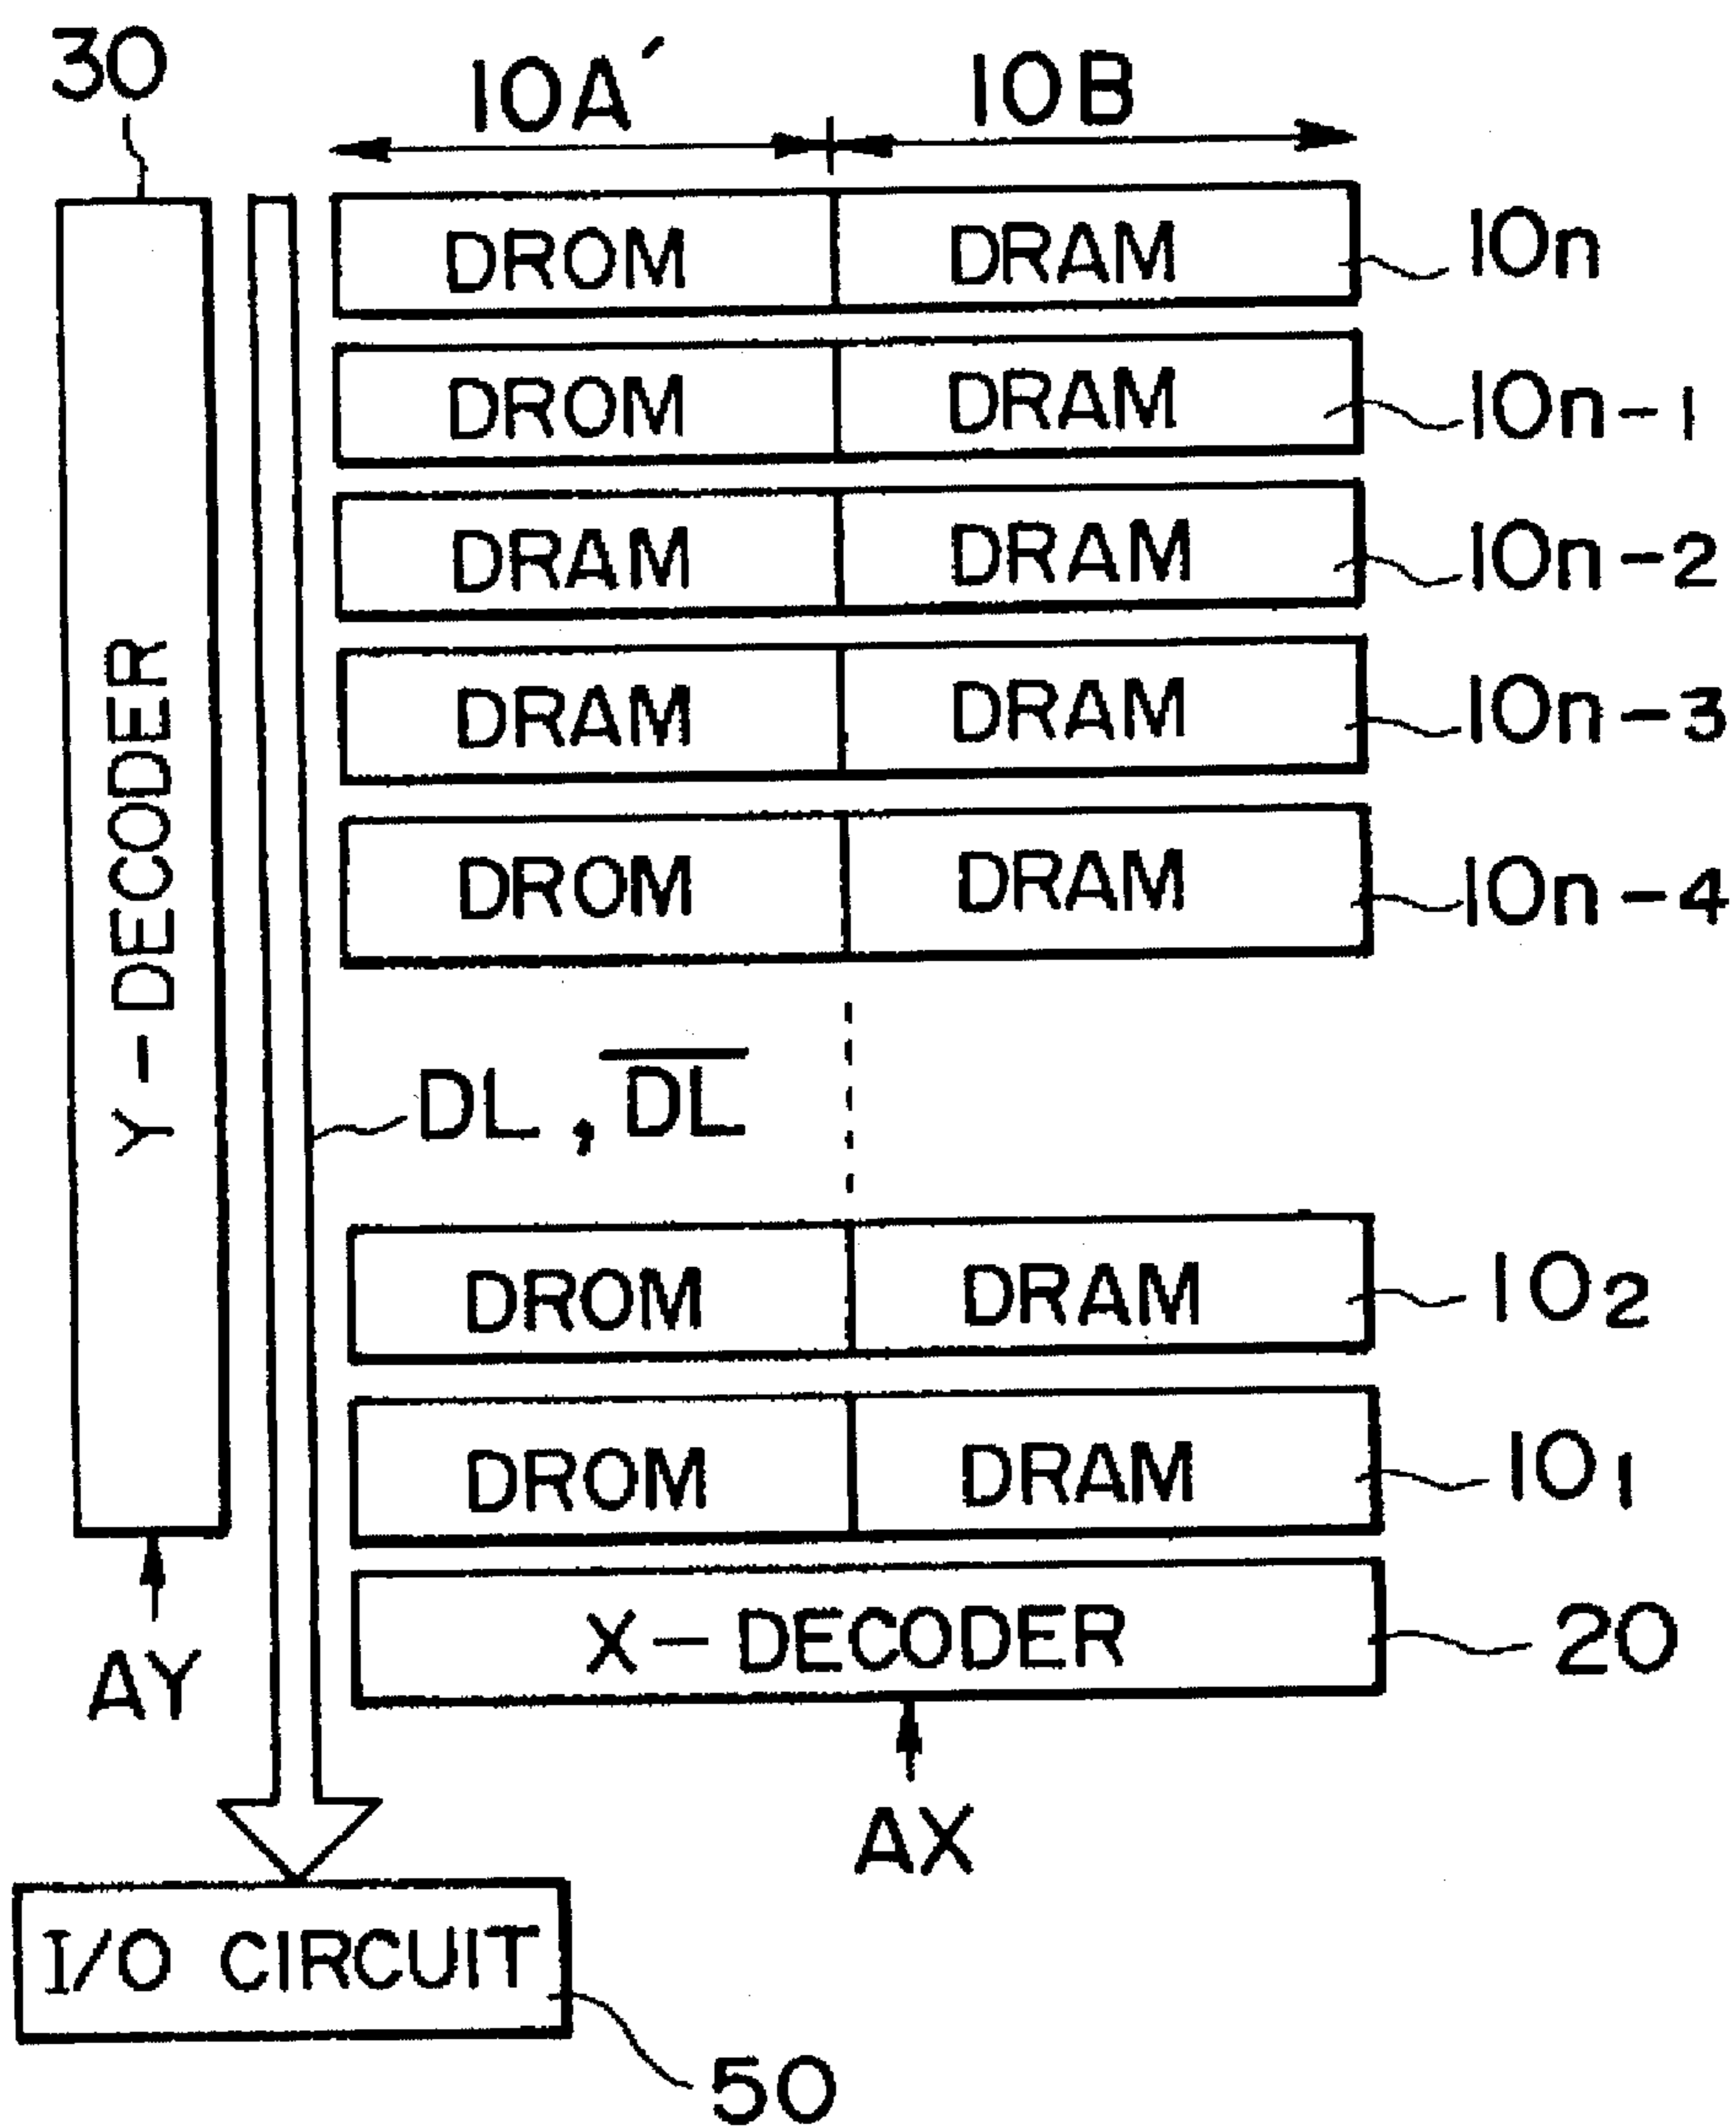 30
10A′ 10B
DROM DRAM 10n
DROM DRAM 10n-1
DRAM DRAM 10n-2
DRAM DRAM 10n-3
DROM DRAM 10n-4
Y-DECODER
DL, D̅L̅
DROM DRAM 10₂
DROM DRAM 10₁
X-DECODER 20
AY
AX
I/O CIRCUIT
50